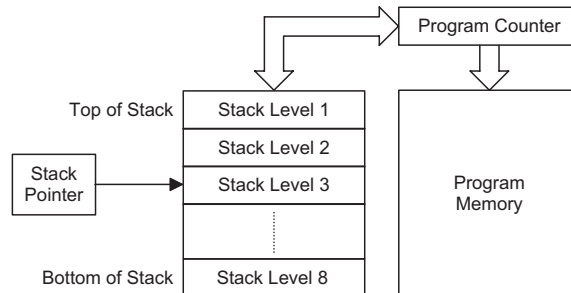 Program Counter
Top of Stack
Stack Level 1
Stack Level 2
Stack
Pointer
Stack Level 3
Program
Memory
Bottom of Stack
Stack Level 8